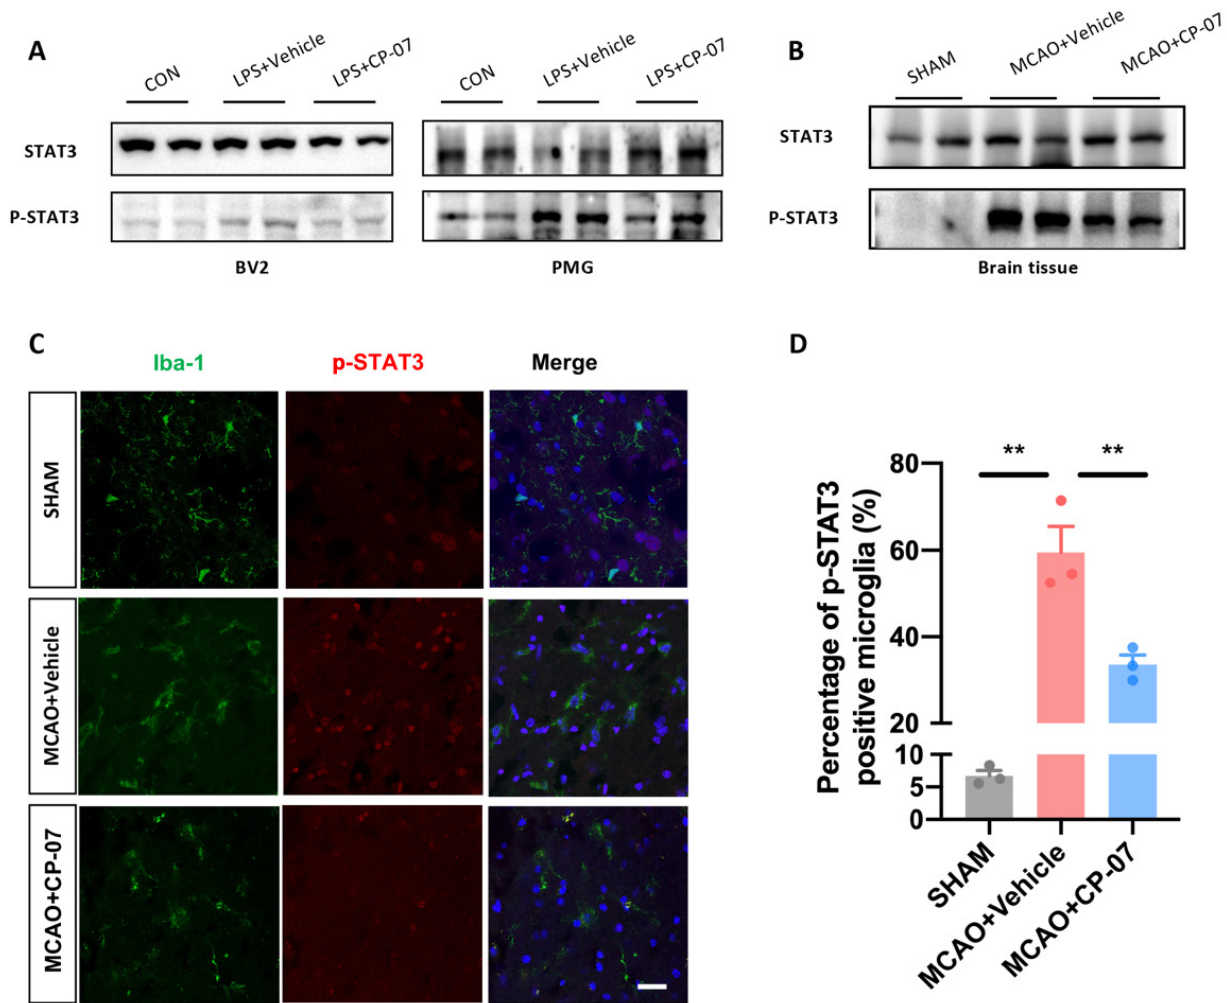 A
CON
LPS+Vehicle
LPS+CP-07
CON
LPS+Vehicle
LPS+CP-07
STAT3
P-STAT3
BV2
PMG
B
SHAM
MCAO+Vehicle
MCAO+CP-07
STAT3
P-STAT3
Brain tissue
C
Iba-1
p-STAT3
Merge
SHAM
MCAO+Vehicle
MCAO+CP-07
D
Percentage of p-STAT3
positive microglia (%)
**
**
80
60
40
20
10
5
0
SHAM
MCAO+Vehicle
MCAO+CP-07